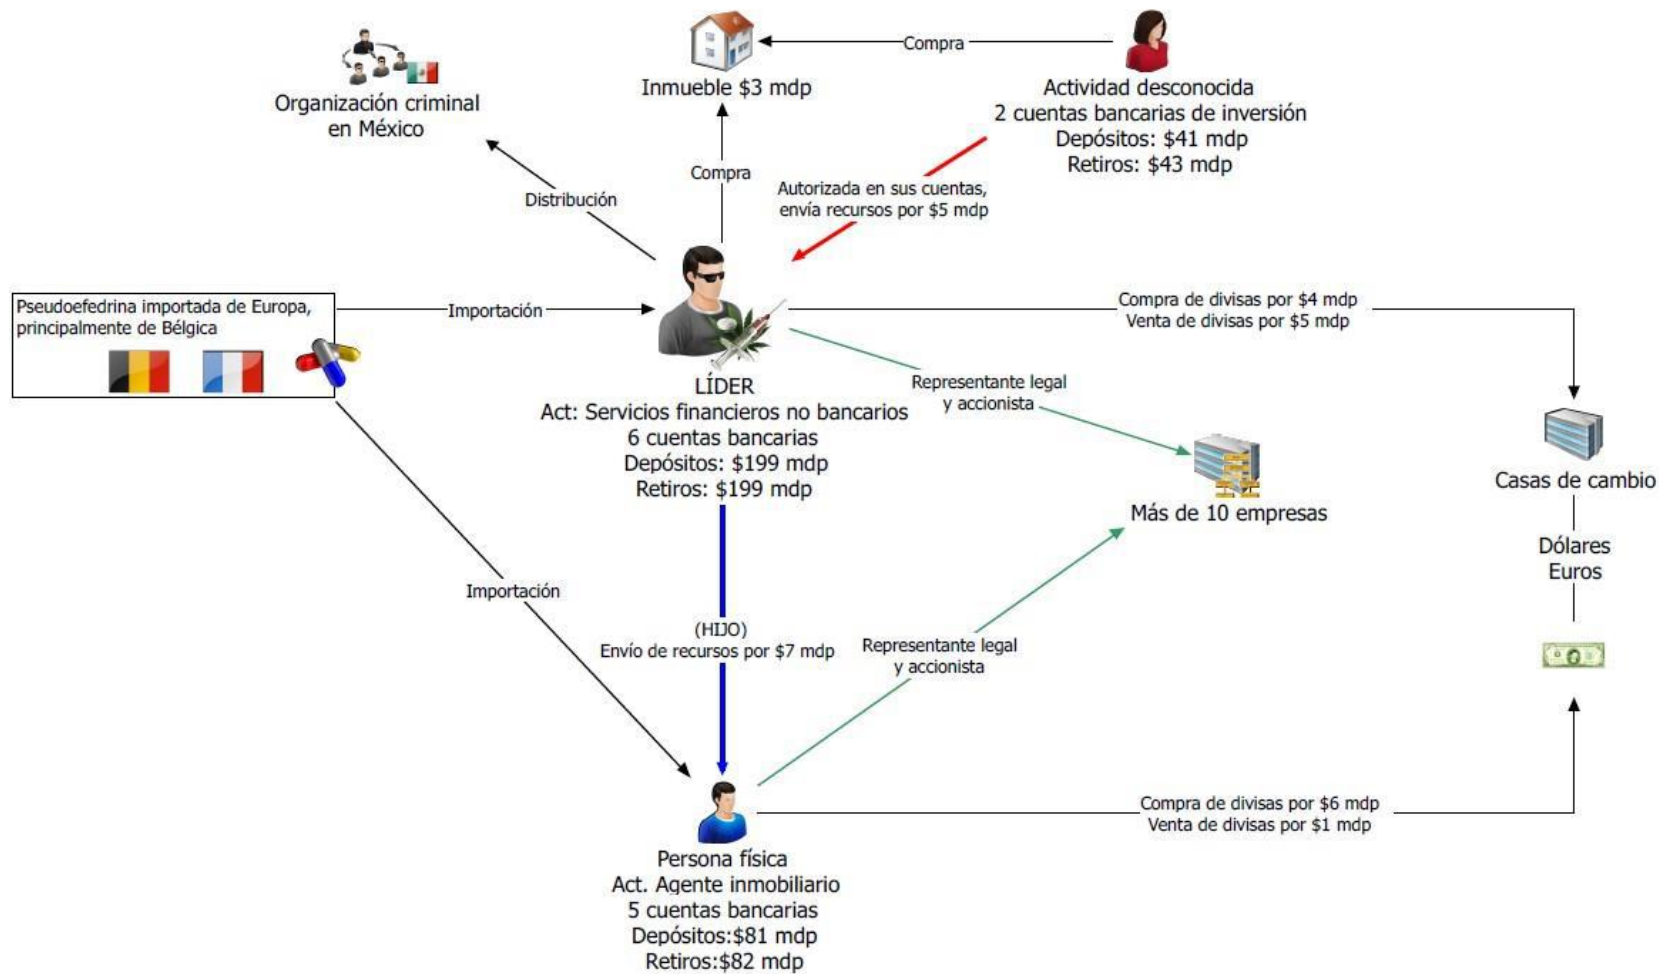 Organización criminal
en México
Inmueble $3 mdp
Compra
Actividad desconocida
2 cuentas bancarias de inversión
Depósitos: $41 mdp
Retiros: $43 mdp
Distribución
Compra
Autorizada en sus cuentas,
envía recursos por $5 mdp
Pseudoefedrina importada de Europa,
principalmente de Bélgica
Importación
LÍDER
Act: Servicios financieros no bancarios
6 cuentas bancarias
Depósitos: $199 mdp
Retiros: $199 mdp
Compra de divisas por $4 mdp
Venta de divisas por $5 mdp
Representante legal
y accionista
Más de 10 empresas
Casas de cambio
Dólares
Euros
Importación
(HIJO)
Envío de recursos por $7 mdp
Representante legal
y accionista
Compra de divisas por $6 mdp
Venta de divisas por $1 mdp
Persona física
Act. Agente inmobiliario
5 cuentas bancarias
Depósitos:$81 mdp
Retiros:$82 mdp